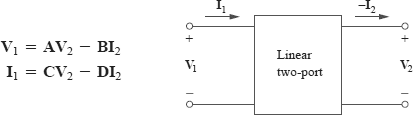 V₁ = AV₂ − BI₂
I₁ = CV₂ − DI₂
I₁
−I₂
+
V₁
−
Linear
two-port
+
V₂
−